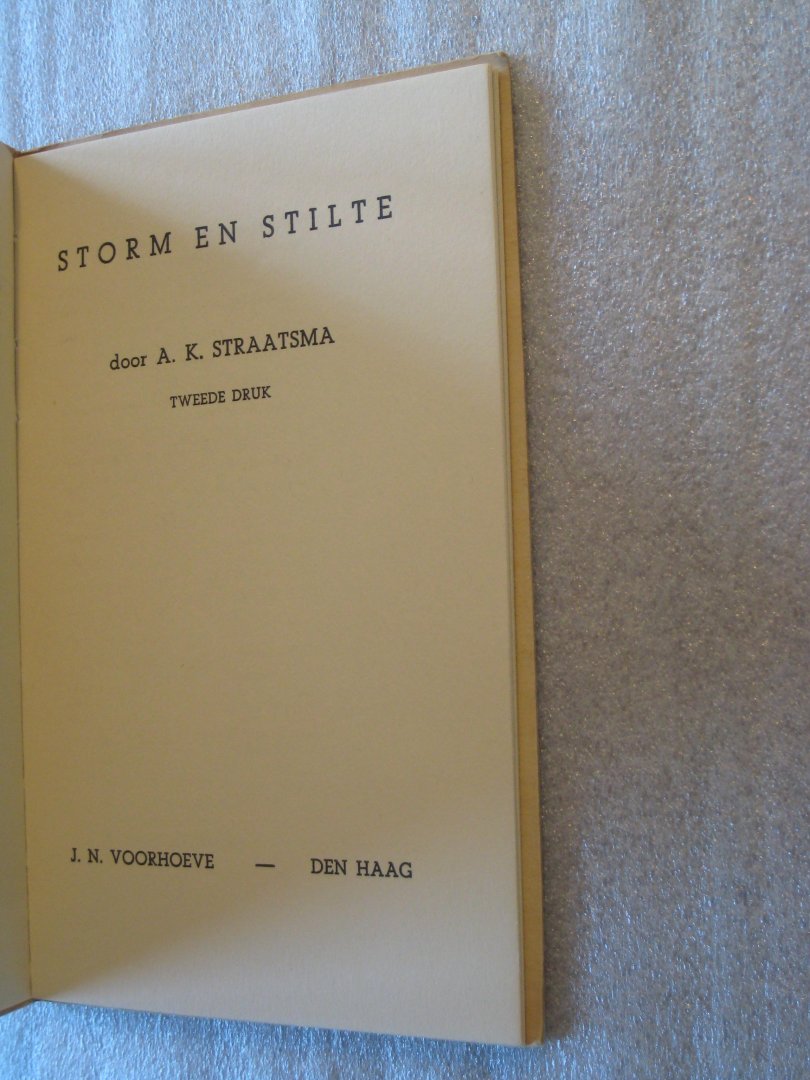 STORM EN STILTE
door A. K. STRAATSMA
TWEEDE DRUK
J. N. VOORHOEVE — DEN HAAG